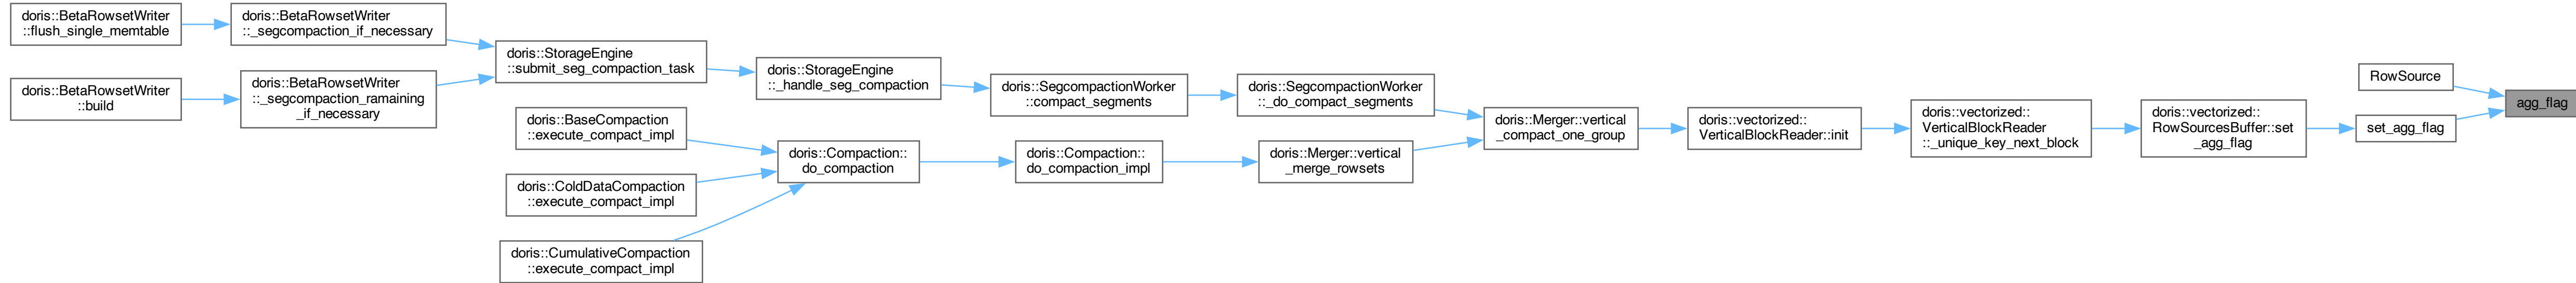 doris::BetaRowsetWriter
::flush_single_memtable
doris::BetaRowsetWriter
::_segcompaction_if_necessary
doris::BetaRowsetWriter
::build
doris::BetaRowsetWriter
::_segcompaction_ramaining
_if_necessary
doris::StorageEngine
::submit_seg_compaction_task
doris::StorageEngine
::_handle_seg_compaction
doris::SegcompactionWorker
::compact_segments
doris::SegcompactionWorker
::_do_compact_segments
doris::BaseCompaction
::execute_compact_impl
doris::ColdDataCompaction
::execute_compact_impl
doris::CumulativeCompaction
::execute_compact_impl
doris::Compaction::
do_compaction
doris::Compaction::
do_compaction_impl
doris::Merger::vertical
_merge_rowsets
doris::Merger::vertical
_compact_one_group
doris::vectorized::
VerticalBlockReader::init
doris::vectorized::
VerticalBlockReader
::_unique_key_next_block
doris::vectorized::
RowSourcesBuffer::set
_agg_flag
RowSource
set_agg_flag
agg_flag